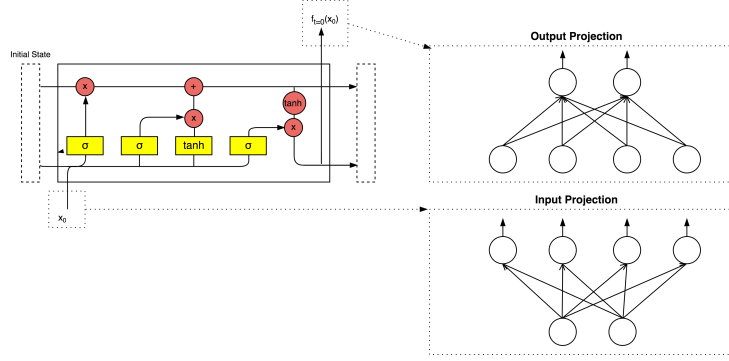 f_{t=0}(x_0)
Output Projection
Initial State
x
+
tanh
x
x
σ
σ
tanh
σ
Input Projection
x_0